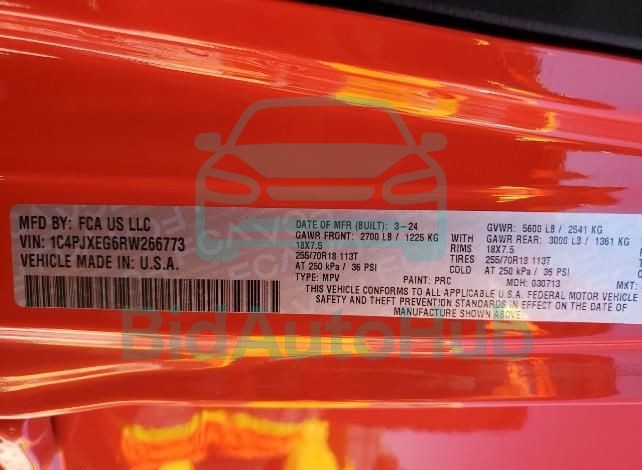 MFD BY: FCA US LLC
VIN: 1C4PJXEG6RW266773
VEHICLE MADE IN: U.S.A.
DATE OF MFR (BUILT): 3-24
GVWR: 5600 LB / 2541 KG
GAWR FRONT: 2700 LB / 1225 KG WITH GAWR REAR: 3000 LB / 1361 KG
18X7.5 RIMS 18X7.5
255/70R18 113T TIRES 255/70R18 113T
AT 250 kPa / 36 PSI COLD AT 250 kPa / 36 PSI
TYPE: MPV PAINT: PRC MDH: 030713 MKT:
CONFORMS TO ALL APPLICABLE U.S.A. FEDERAL MOTOR VEHICLE
SAFETY AND THEFT PREVENTION STANDARDS IN EFFECT ON THE DATE OF
MANUFACTURE SHOWN ABOVE.
BidAutoHub